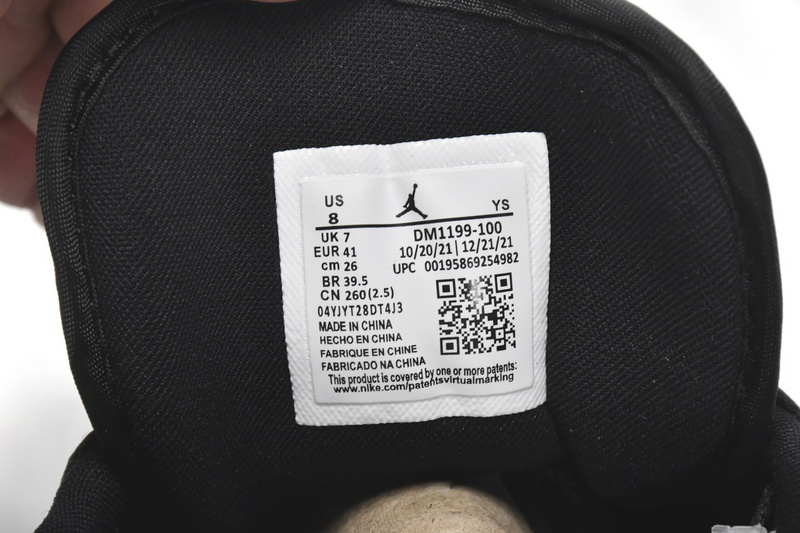 US
8
YS
UK 7
EUR 41
cm 26
BR 39.5
CN 260 (2.5)
DM1199-100
10/20/21 | 12/21/21
UPC 00195869254982
04YJYT28DT4J3
MADE IN CHINA
HECHO EN CHINA
FABRIQUE EN CHINE
FABRICADO NA CHINA
This product is covered by one or more patents:
www.nike.com/patentsvirtualmarking